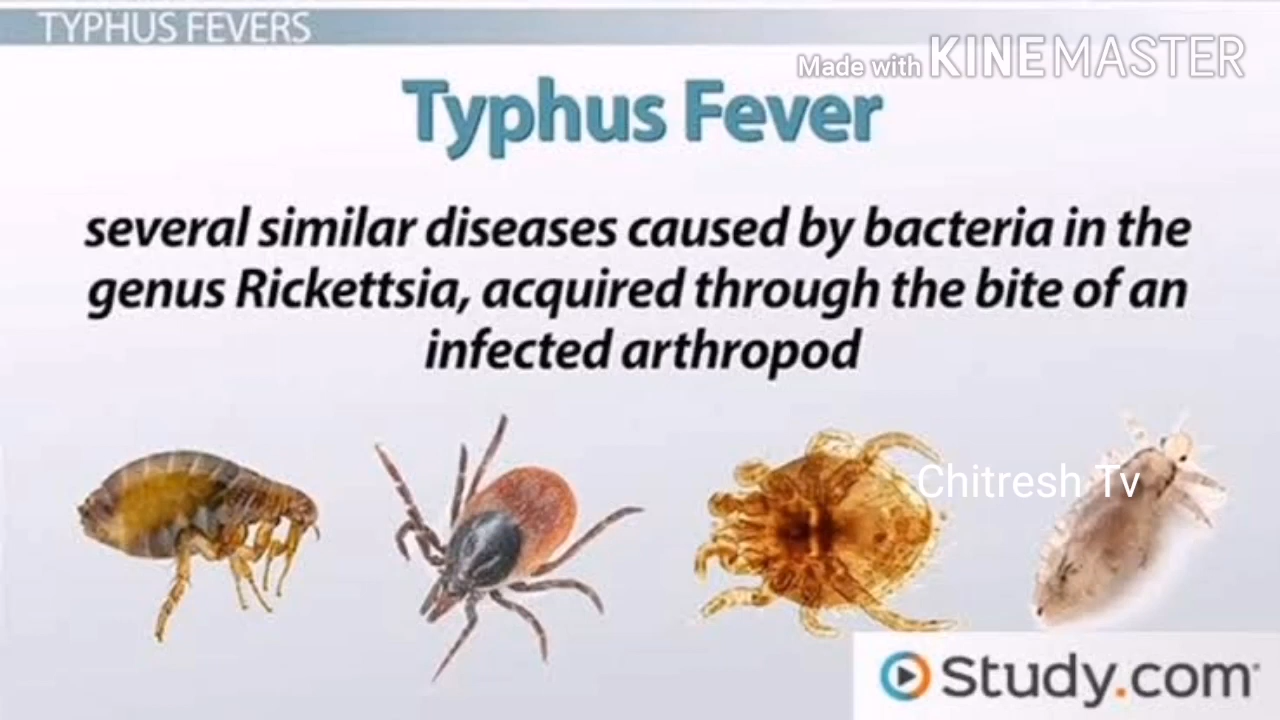 TYPHUS FEVERS
Made with KINEMASTER
Typhus Fever
several similar diseases caused by bacteria in the
genus Rickettsia, acquired through the bite of an
infected arthropod
Chitresh Tv
Study.com